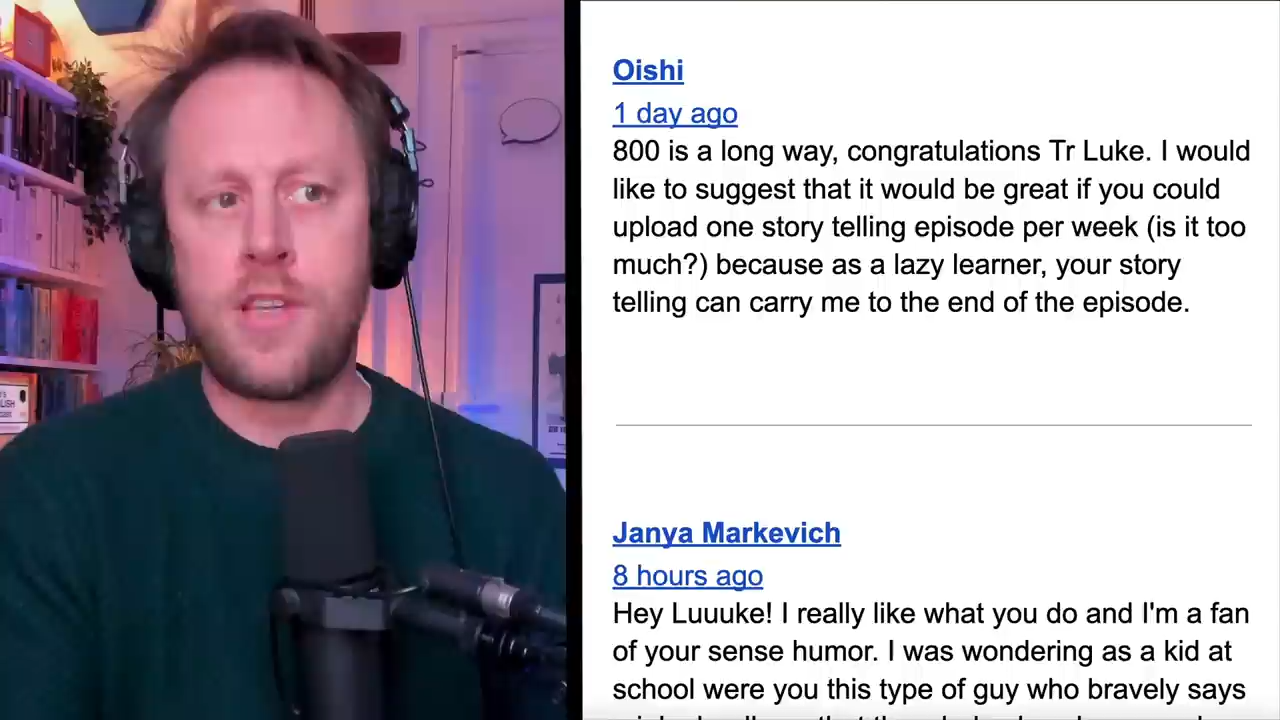 Oishi
1 day ago
800 is a long way, congratulations Tr Luke. I would
like to suggest that it would be great if you could
upload one story telling episode per week (is it too
much?) because as a lazy learner, your story
telling can carry me to the end of the episode.
Janya Markevich
8 hours ago
Hey Luuuke! I really like what you do and I'm a fan
of your sense humor. I was wondering as a kid at
school were you this type of guy who bravely says